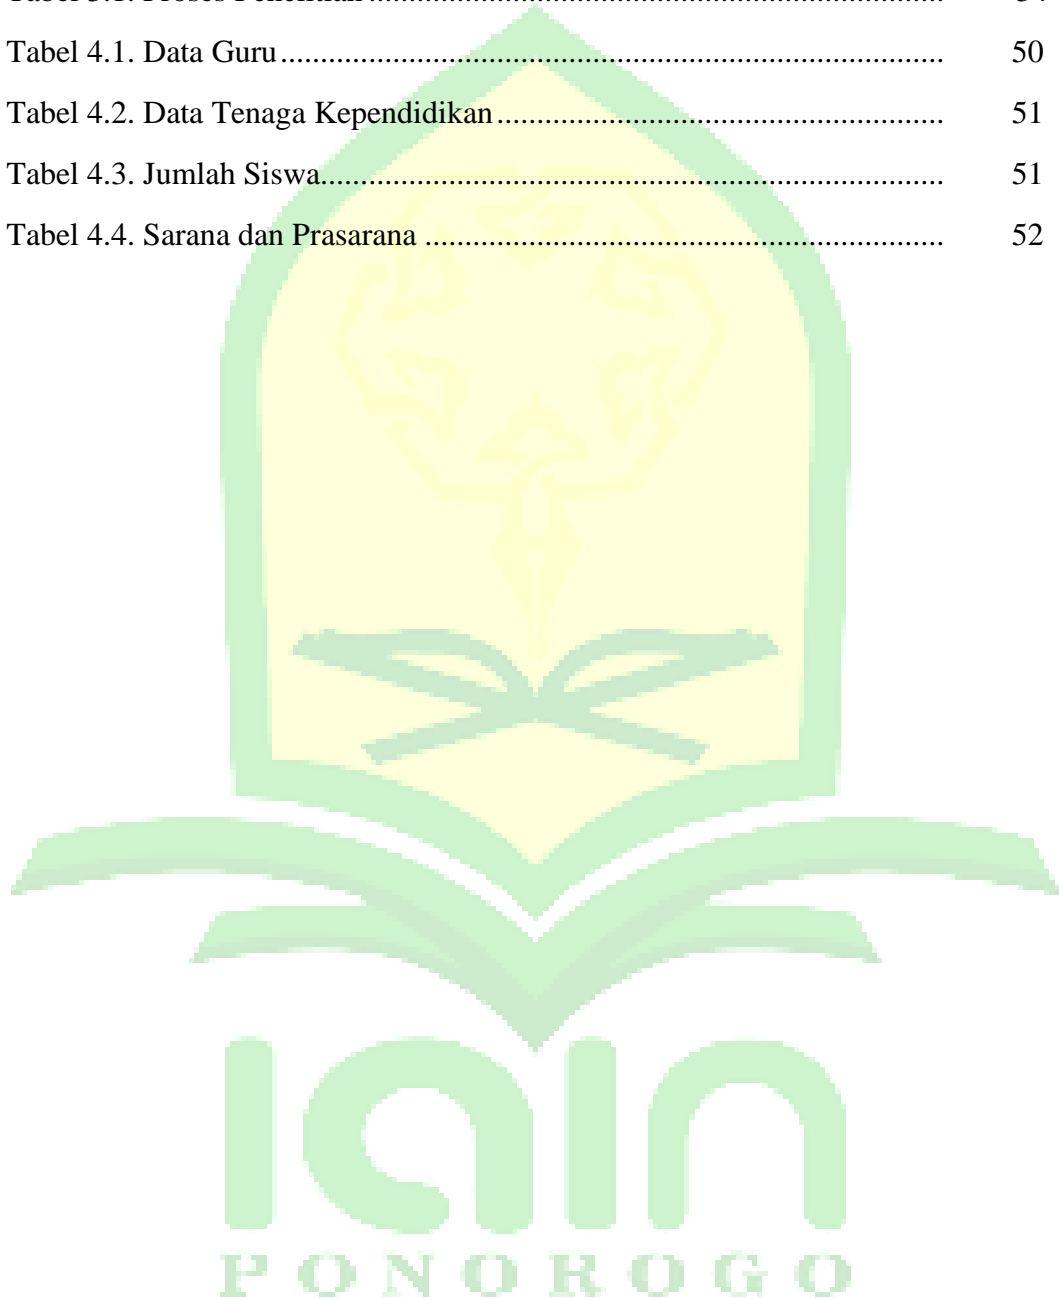 Tabel 4.1. Data Guru ........ 50
Tabel 4.2. Data Tenaga Kependidikan ........ 51
Tabel 4.3. Jumlah Siswa ........ 51
Tabel 4.4. Sarana dan Prasarana ........ 52
iain
PONOROGO